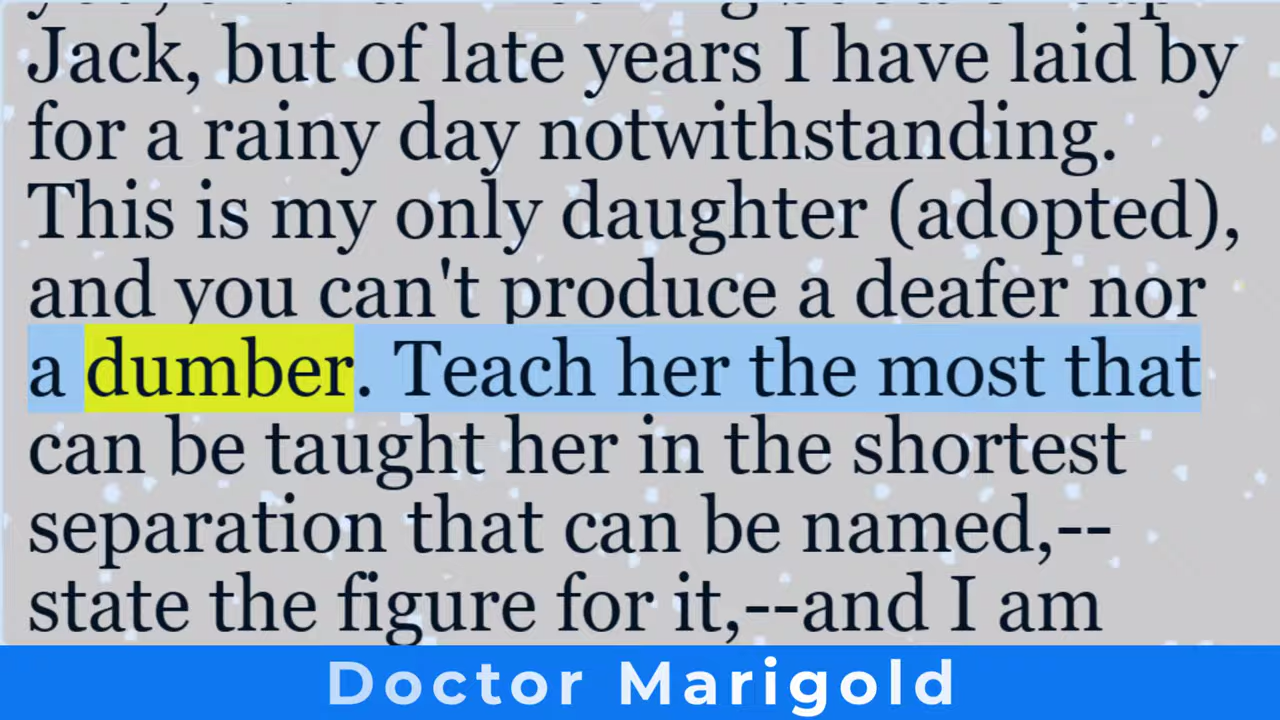 Jack, but of late years I have laid by
for a rainy day notwithstanding.
This is my only daughter (adopted),
and you can't produce a deafer nor
a dumber. Teach her the most that
can be taught her in the shortest
separation that can be named,--
state the figure for it,--and I am
Doctor Marigold